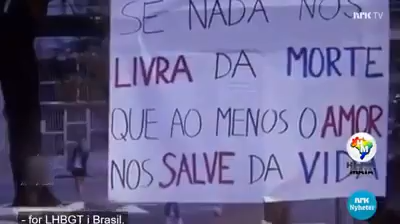 NRK TV
SE NADA NOS
LIVRA DA MORTE
QUE AO MENOS O AMOR
NOS SALVE DA VIDA
- for LHBGT i Brasil.
NRK
Nyheter